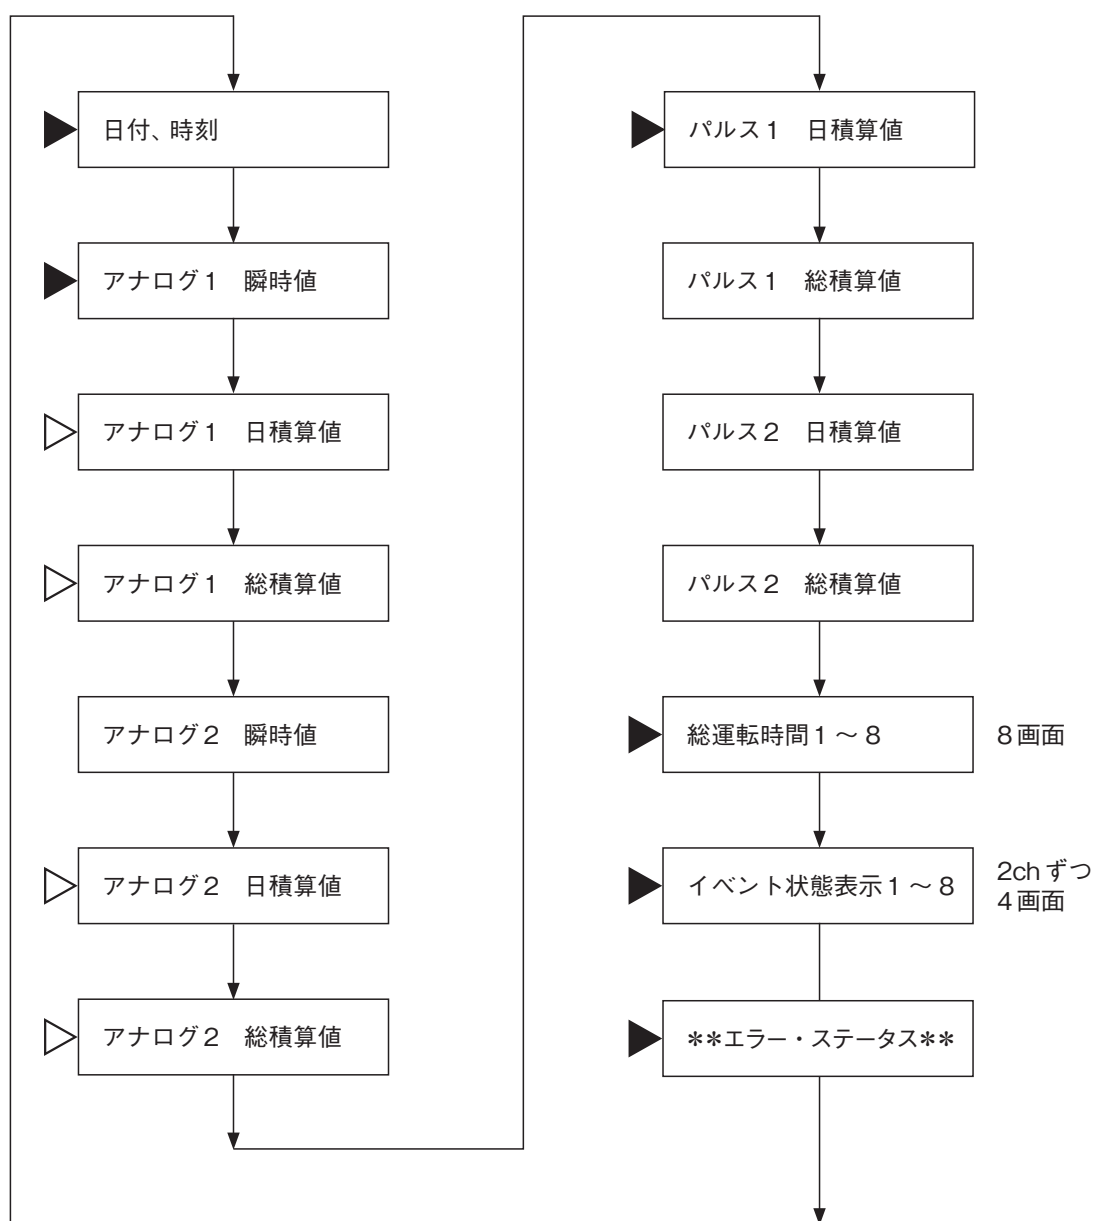 日付、時刻
アナログ1　瞬時値
アナログ1　日積算値
アナログ1　総積算値
アナログ2　瞬時値
アナログ2　日積算値
アナログ2　総積算値
パルス1　日積算値
パルス1　総積算値
パルス2　日積算値
パルス2　総積算値
総運転時間1～8
8画面
イベント状態表示1～8
2chずつ
4画面
**エラー・ステータス**